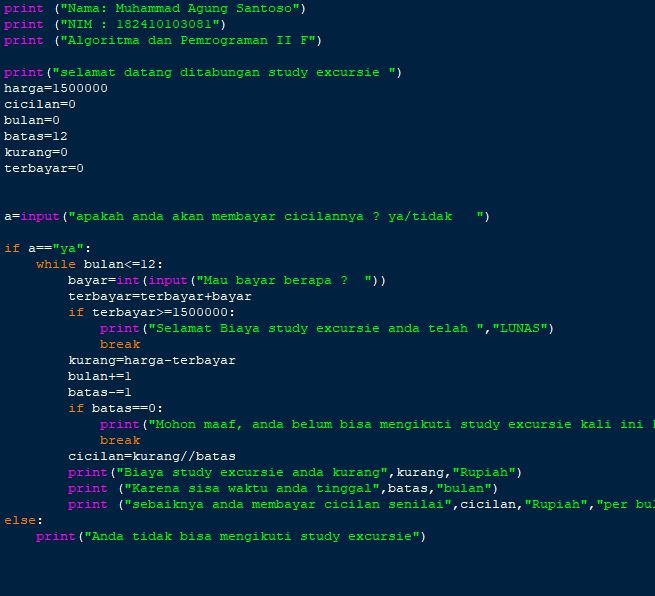 print ("Nama: Muhammad Agung Santoso")
print ("NIM : 182410103081")
print ("Algoritma dan Pemrograman II F")

print("selamat datang ditabungan study excursie ")
harga=1500000
cicilan=0
bulan=0
batas=12
kurang=0
terbayar=0

a=input("apakah anda akan membayar cicilannya ? ya/tidak   ")

if a=="ya":
    while bulan<=12:
        bayar=int(input("Mau bayar berapa ?  "))
        terbayar=terbayar+bayar
        if terbayar>=1500000:
            print("Selamat Biaya study excursie anda telah ","LUNAS")
            break
        kurang=harga-terbayar
        bulan+=1
        batas-=1
        if batas==0:
            print("Mohon maaf, anda belum bisa mengikuti study excursie kali ini
            break
        cicilan=kurang//batas
        print("Biaya study excursie anda kurang",kurang,"Rupiah")
        print ("Karena sisa waktu anda tinggal",batas,"bulan")
        print ("sebaiknya anda membayar cicilan senilai",cicilan,"Rupiah","per
else:
    print("Anda tidak bisa mengikuti study excursie")